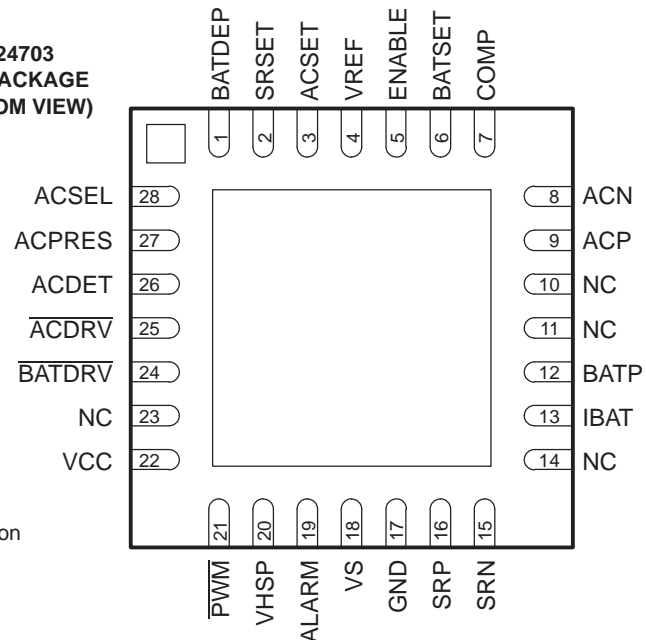 24703
PACKAGE
OM VIEW)
BATDEP
SRSET
ACSET
VREF
ENABLE
BATSET
COMP
1 2 3 4 5 6 7
ACSEL 28 8 ACN
ACPRES 27 9 ACP
ACDET 26 10 NC
ACDRV 25 11 NC
BATDRV 24 12 BATP
NC 23 13 IBAT
VCC 22 14 NC
on
21 20 19 18 17 16 15
PWM
VHSP
ALARM
VS
GND
SRP
SRN